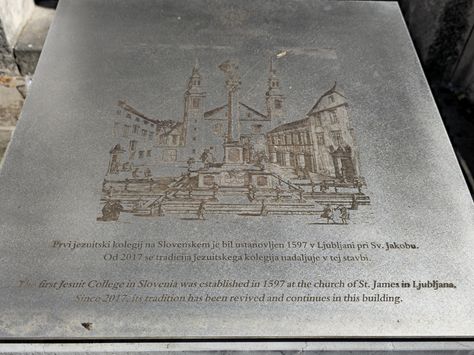 Prvi jezuitski kolegij na Slovenskem je bil ustanovljen 1597 v Ljubljani pri Sv. Jakobu.
Od 2017 se tradicija Jezuitskega kolegija nadaljuje v tej stavbi.
The first Jesuit College in Slovenia was established in 1597 at the church of St. James in Ljubljana.
Since 2017, its tradition has been revived and continues in this building.